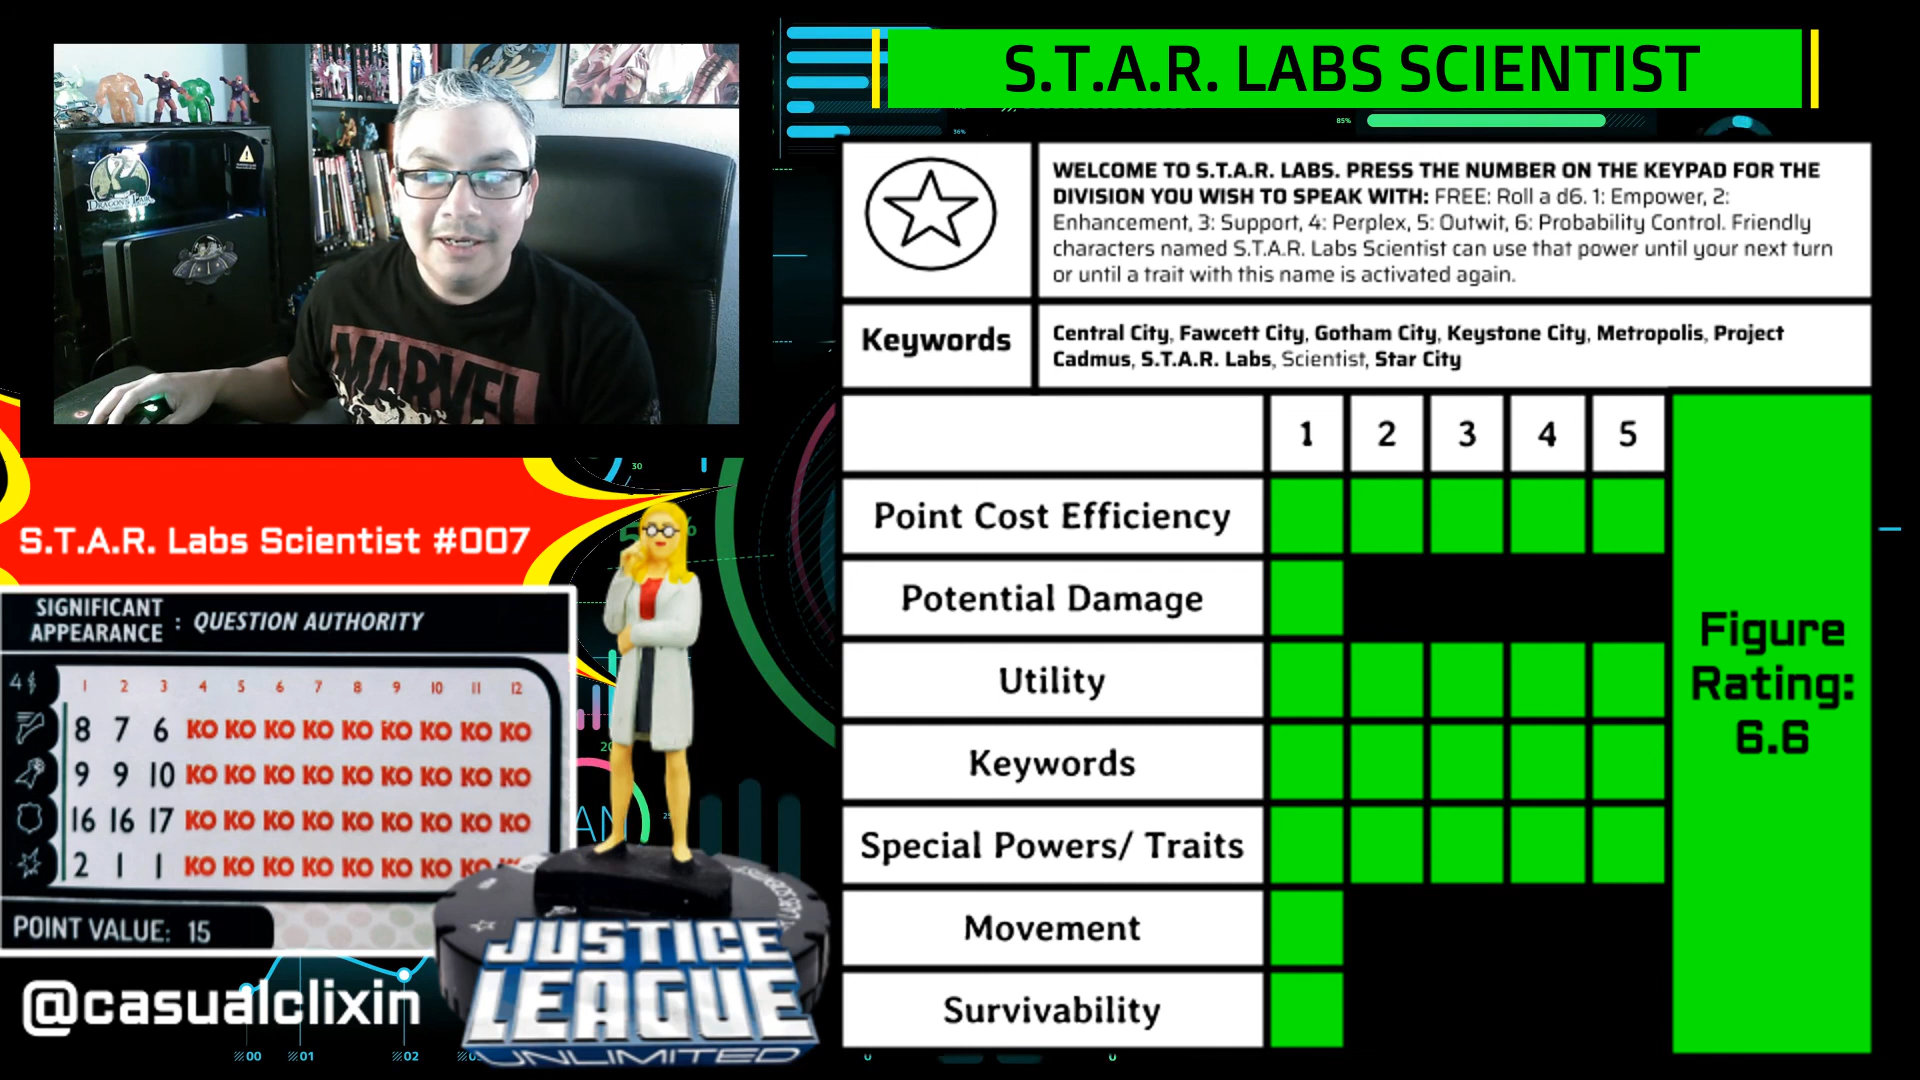 S.T.A.R. LABS SCIENTIST
85%
36%
WELCOME TO S.T.A.R. LABS. PRESS THE NUMBER ON THE KEYPAD FOR THE
DIVISION YOU WISH TO SPEAK WITH: FREE: Roll a d6. 1: Empower, 2:
Enhancement, 3: Support, 4: Perplex, 5: Outwit, 6: Probability Control. Friendly
characters named S.T.A.R. Labs Scientist can use that power until your next turn
or until a trait with this name is activated again.
Keywords
Central City, Fawcett City, Gotham City, Keystone City, Metropolis, Project
Cadmus, S.T.A.R. Labs, Scientist, Star City
1 2 3 4 5
Point Cost Efficiency
Potential Damage
Utility
Keywords
Special Powers/ Traits
Movement
Survivability
Figure
Rating:
6.6
MARVEL
30
S.T.A.R. Labs Scientist #007
SIGNIFICANT
APPEARANCE : QUESTION AUTHORITY
4 1 2 3 4 5 6 7 8 9 10 11 12
8 7 6 KO KO KO KO KO KO KO KO KO
9 9 10 KO KO KO KO KO KO KO KO KO
16 16 17 KO KO KO KO KO KO KO KO KO
2 1 1 KO KO KO KO KO KO KO KO
POINT VALUE: 15
@casualclixin
JUSTICE
LEAGUE
UNLIMITED
00 01 02